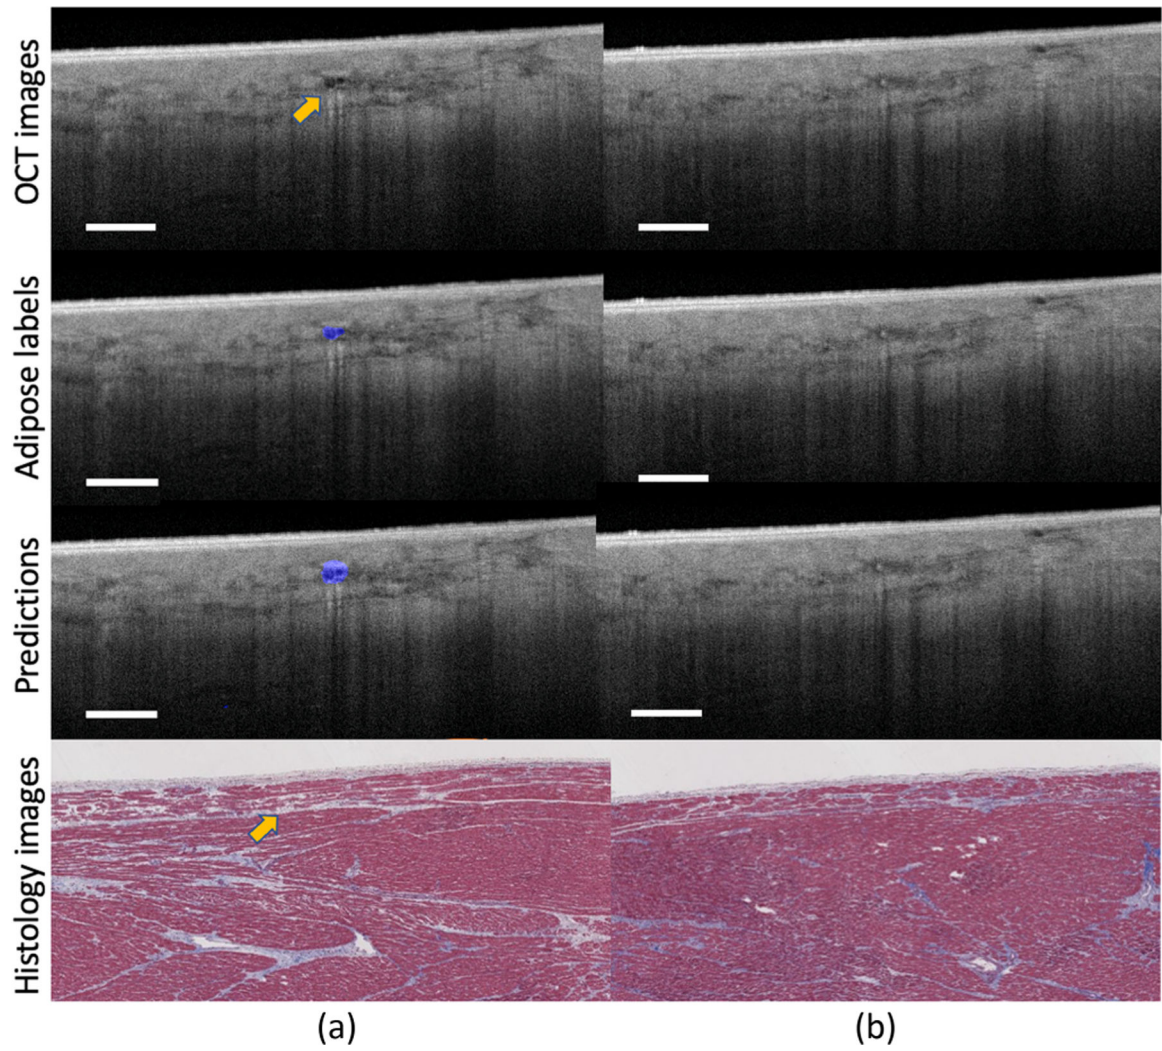 OCT images
Adipose labels
Predictions
Histology images
(a)
(b)